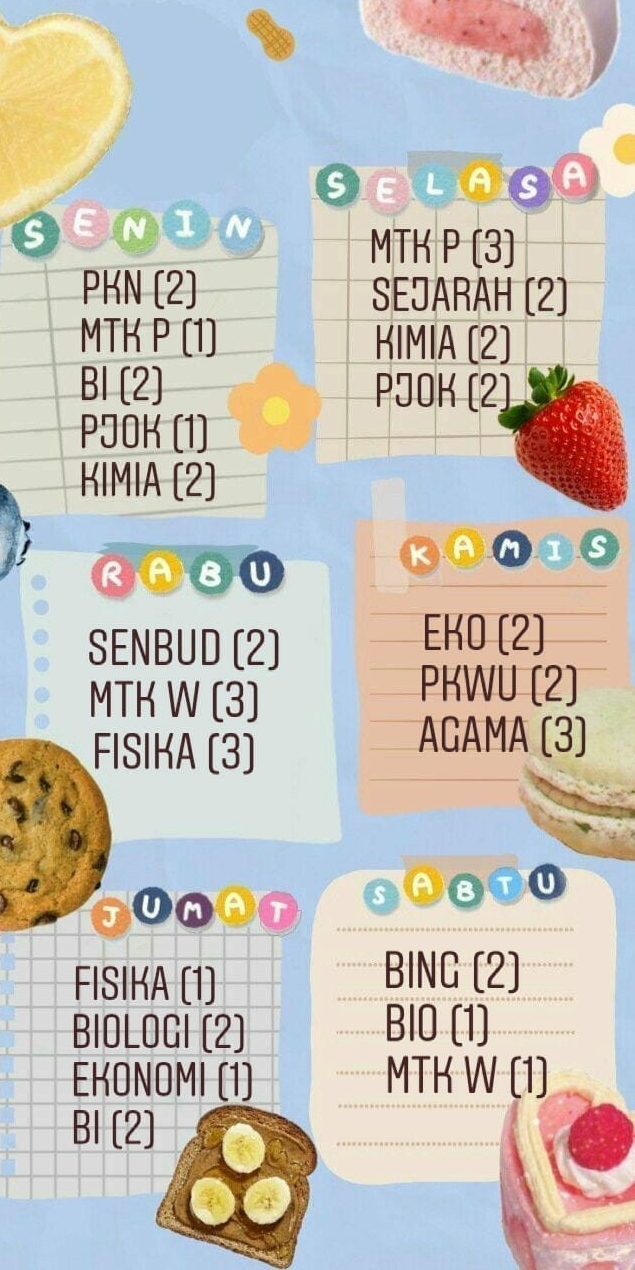 SENIN
PKN (2)
MTK P (1)
BI (2)
PJOK (1)
KIMIA (2)
SELASA
MTK P (3)
SEJARAH (2)
KIMIA (2)
PJOK (2)
RABU
SENBUD (2)
MTK W (3)
FISIKA (3)
KAMIS
EKO (2)
PKWU (2)
AGAMA (3)
JUMAT
FISIKA (1)
BIOLOGI (2)
EKONOMI (1)
BI (2)
SABTU
BING (2)
BIO (1)
MTK W (1)